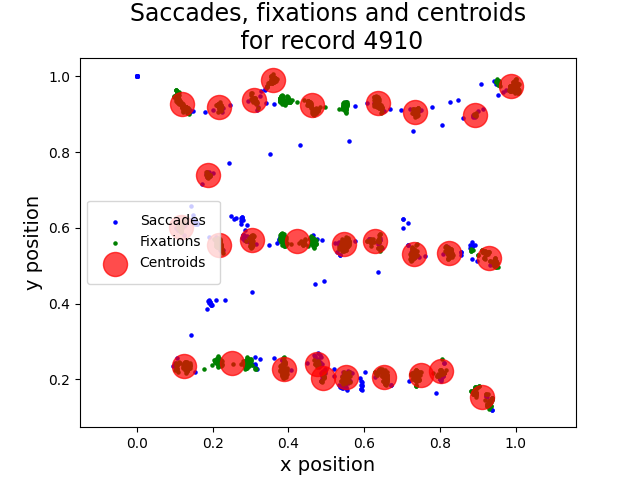 Saccades, fixations and centroids
for record 4910
1.0
0.8
0.6
0.4
0.2
y position
Saccades
Fixations
Centroids
0.0
0.2
0.4
0.6
0.8
1.0
x position